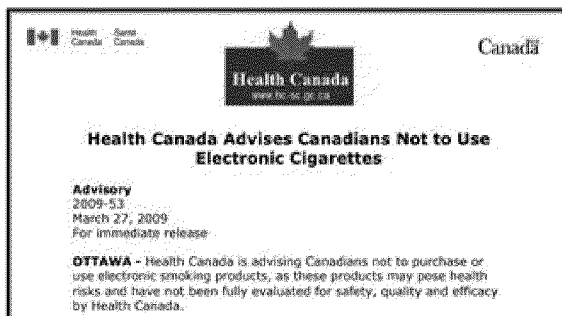 Health Canada
Santé Canada
Canada
Health Canada
www.hc-sc.gc.ca
Health Canada Advises Canadians Not to Use
Electronic Cigarettes
Advisory
2009-53
March 27, 2009
For immediate release
OTTAWA - Health Canada is advising Canadians not to purchase or
use electronic smoking products, as these products may pose health
risks and have not been fully evaluated for safety, quality and efficacy
by Health Canada.